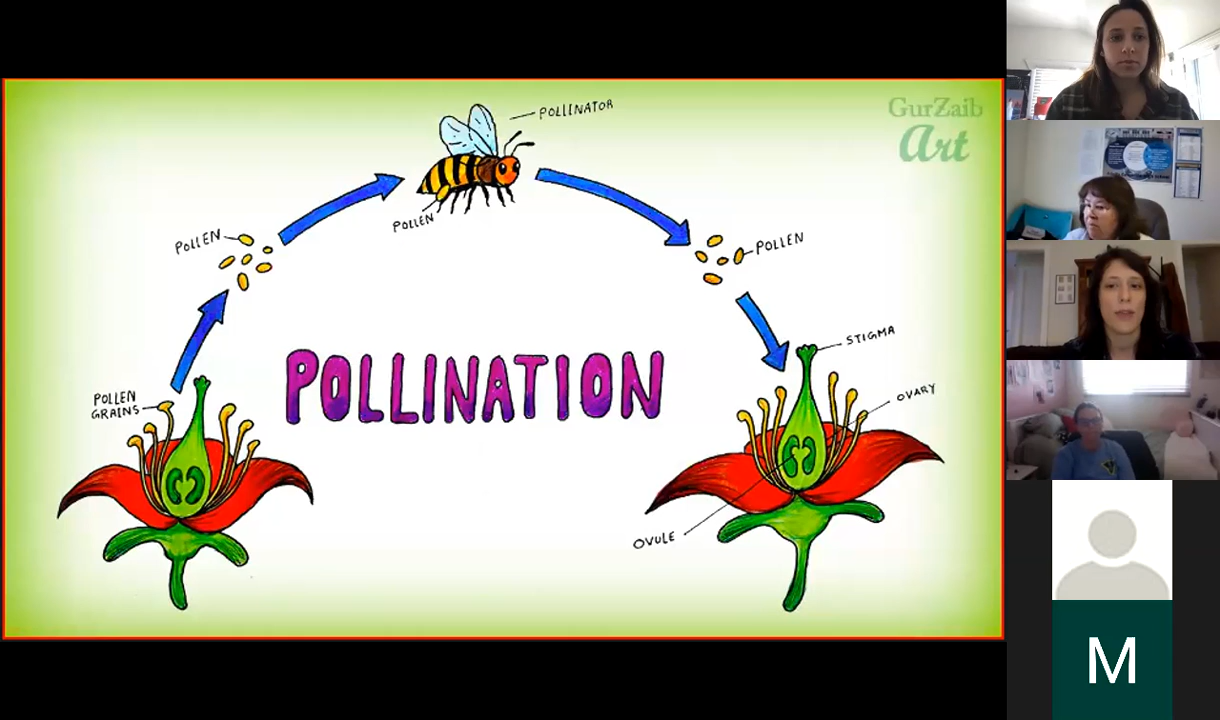 POLLINATOR
GurZaib
Art
POLLEN
POLLEN
POLLEN
STIGMA
POLLINATION
POLLEN
GRAINS
OVARY
OVULE
M